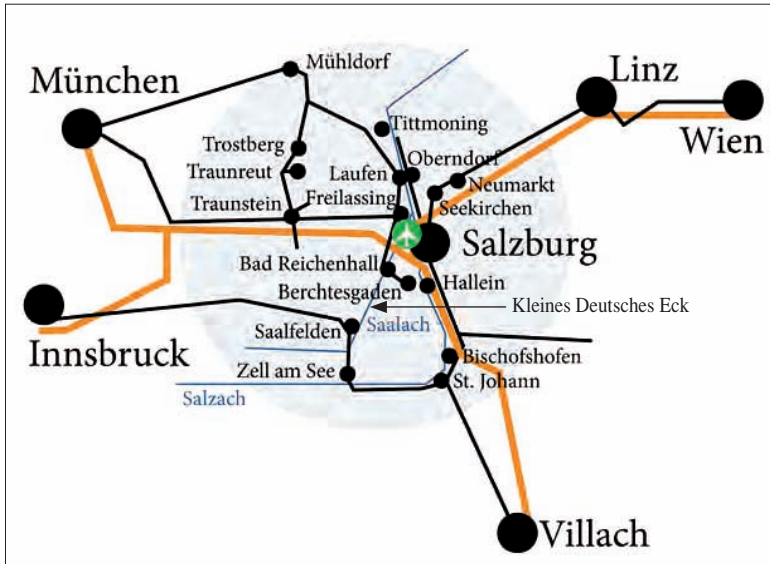 Mühldorf
München
Linz
Tittmoning
Wien
Trostberg
Oberndorf
Traunreut
Laufen
Neumarkt
Traunstein
Freilassing
Seekirchen
Salzburg
Bad Reichenhall
Hallein
Berchtesgaden
Kleines Deutsches Eck
Saalfelden
Saalach
Innsbruck
Bischofshofen
Zell am See
St. Johann
Salzach
Villach